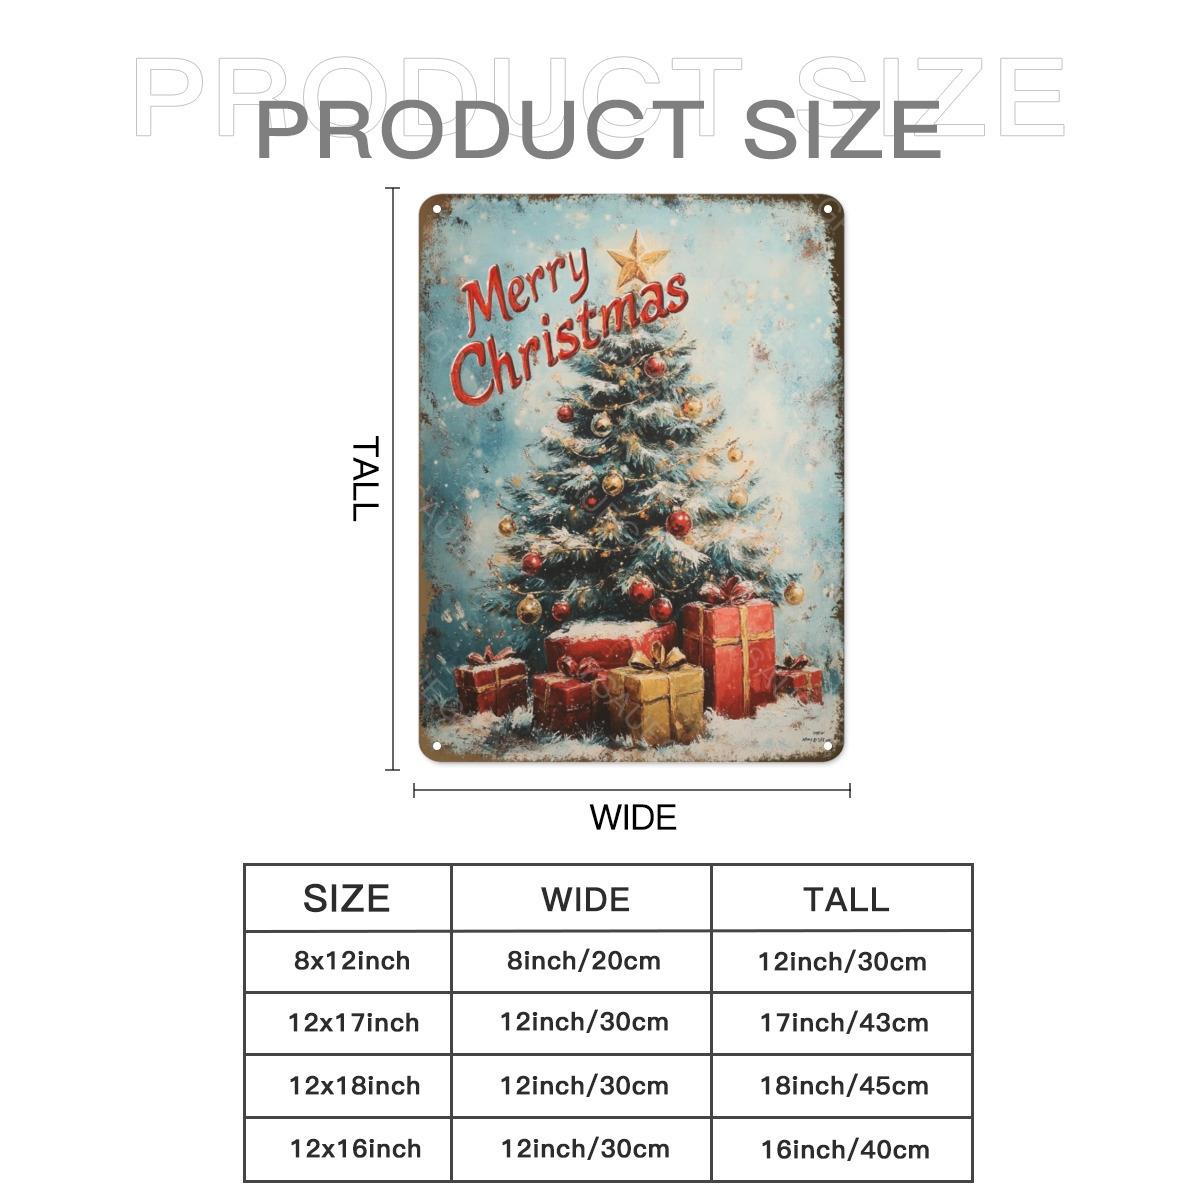 PRODUCT SIZE
PRODUCT SIZE
Merry
Christmas
TALL
WIDE
SIZE WIDE TALL
8x12inch 8inch/20cm 12inch/30cm
12x17inch 12inch/30cm 17inch/43cm
12x18inch 12inch/30cm 18inch/45cm
12x16inch 12inch/30cm 16inch/40cm